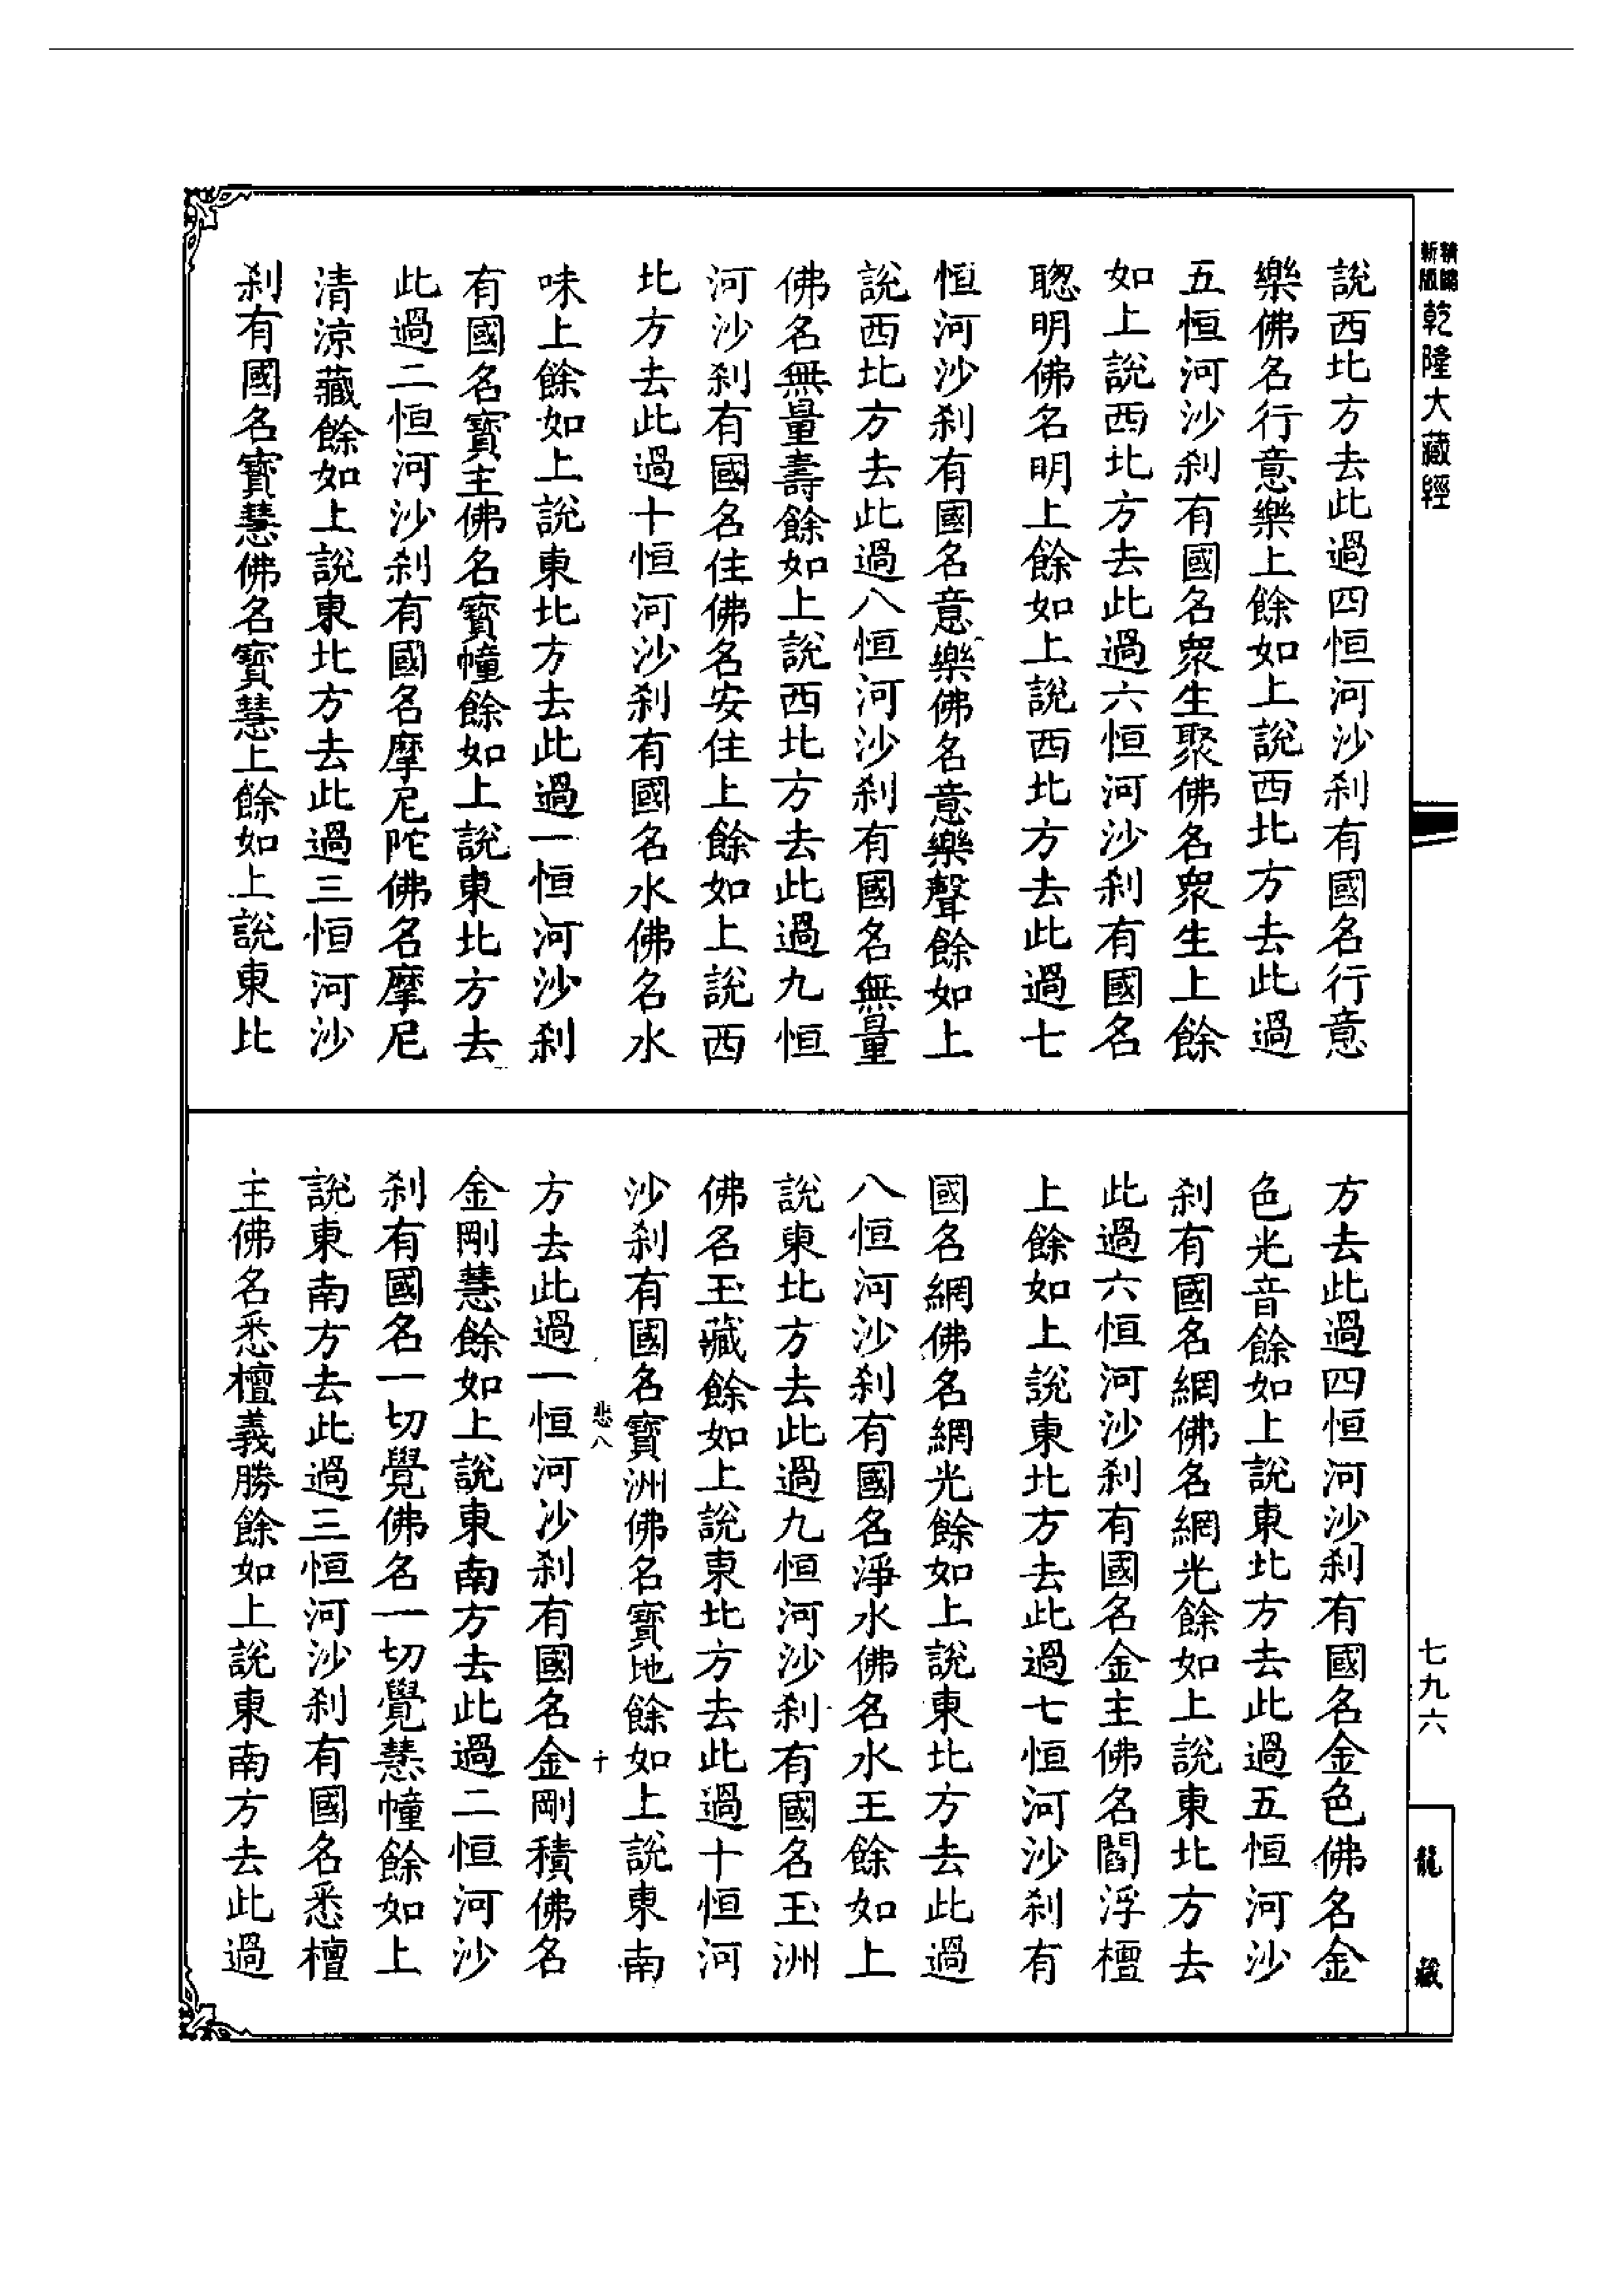 精縮
新版
乾隆大藏經
七九六
龍藏
說西北方去此過四恒河沙刹有國名行意
樂佛名行意樂上餘如上說西北方去此過
五恒河沙刹有國名眾生聚佛名眾生上餘
如上說西北方去此過六恒河沙刹有國名
聰明佛名明上餘如上說西北方去此過七
恒河沙刹有國名意樂佛名意樂聲餘如上
說西北方去此過八恒河沙刹有國名無量
佛名無量壽餘如上說西北方去此過九恒
河沙刹有國名住佛名安住上餘如上說西
北方去此過十恒河沙刹有國名水佛名水
味上餘如上說東北方去此過一恒河沙刹
有國名寶主佛名寶幢餘如上說東北方去
此過二恒河沙刹有國名摩尼陀佛名摩尼
清涼藏餘如上說東北方去此過三恒河沙
刹有國名寶慧佛名寶慧上餘如上說東北
方去此過四恒河沙刹有國名金色佛名金
色光音餘如上說東北方去此過五恒河沙
刹有國名網佛名網光餘如上說東北方去
此過六恒河沙刹有國名金主佛名閻浮檀
上餘如上說東北方去此過七恒河沙刹有
國名網佛名網光餘如上說東北方去此過
八恒河沙刹有國名淨水佛名水王餘如上
說東北方去此過九恒河沙刹有國名玉洲
佛名玉藏餘如上說東北方去此過十恒河
沙刹有國名寶洲佛名寶地餘如上說東南
悲八 十
方去此過一恒河沙刹有國名金剛積佛名
金剛慧餘如上說東南方去此過二恒河沙
刹有國名一切覺佛名一切覺慧幢餘如上
說東南方去此過三恒河沙刹有國名悉檀
主佛名悉檀義勝餘如上說東南方去此過